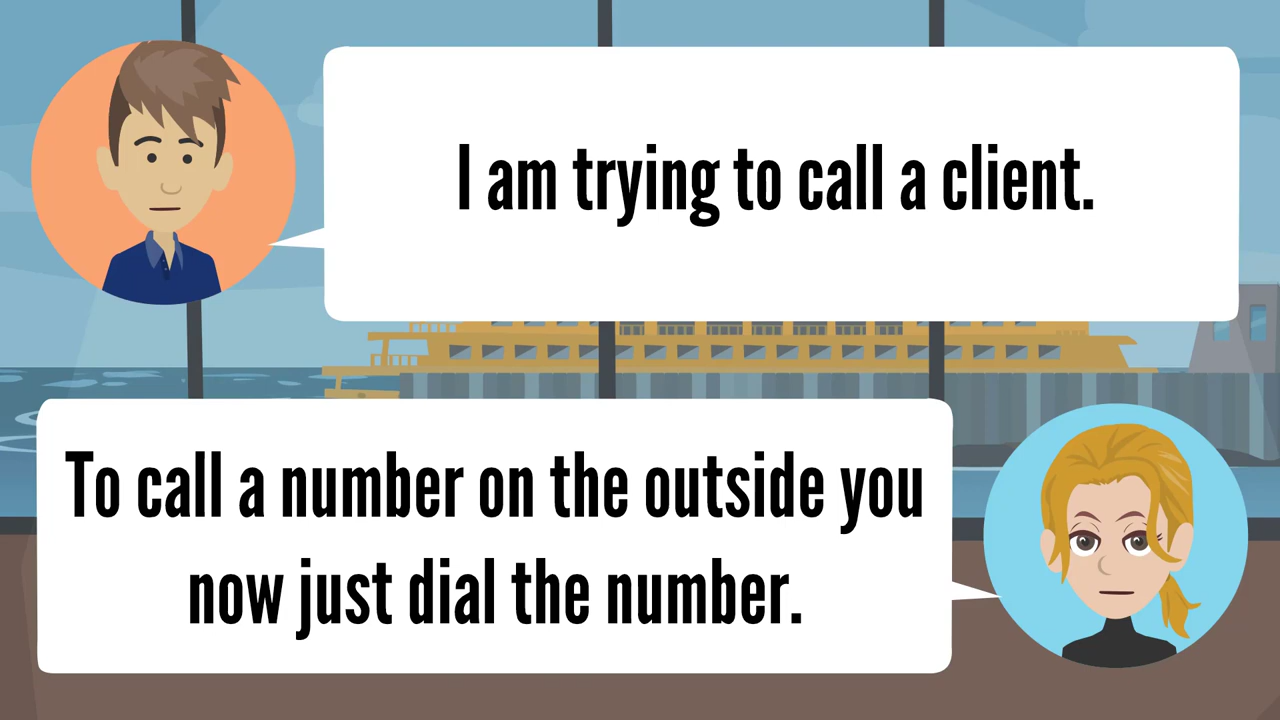 I am trying to call a client.
To call a number on the outside you
now just dial the number.